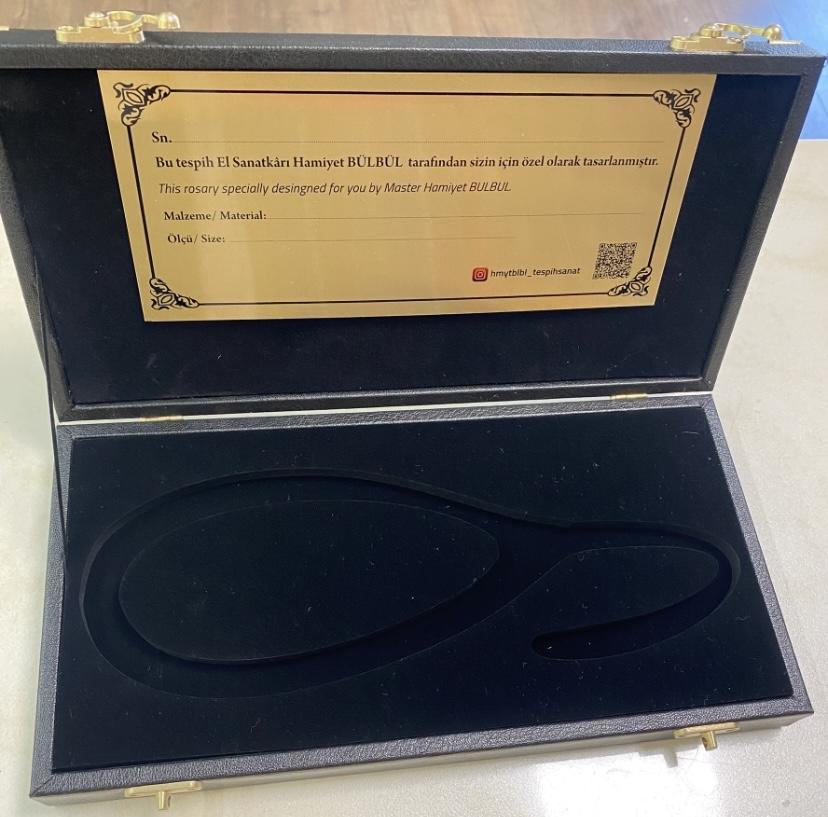 Sn.
Bu tespih El Sanatkârı Hamiyet BÜLBÜL tarafından sizin için özel olarak tasarlanmıştır.
This rosary specially desingned for you by Master Hamiyet BULBUL.
Malzeme/ Material:
Ölçü/ Size:
hmytblbl_tespihsanat